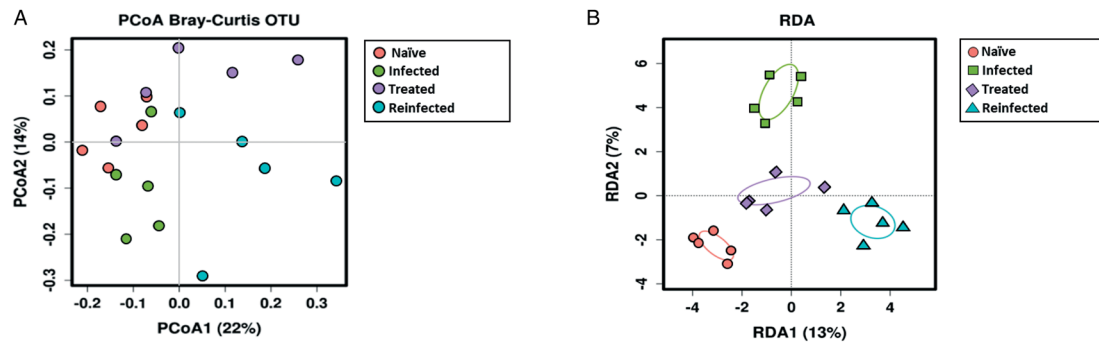 A
PCoA Bray-Curtis OTU
PCoA2 (14%)
0.2
0.1
0.0
-0.1
-0.2
-0.3
-0.2 -0.1 0.0 0.1 0.2 0.3
PCoA1 (22%)
Naïve
Infected
Treated
Reinfected
B
RDA
RDA2 (7%)
6
4
2
0
-2
-4
-4 -2 0 2 4
RDA1 (13%)
Naïve
Infected
Treated
Reinfected